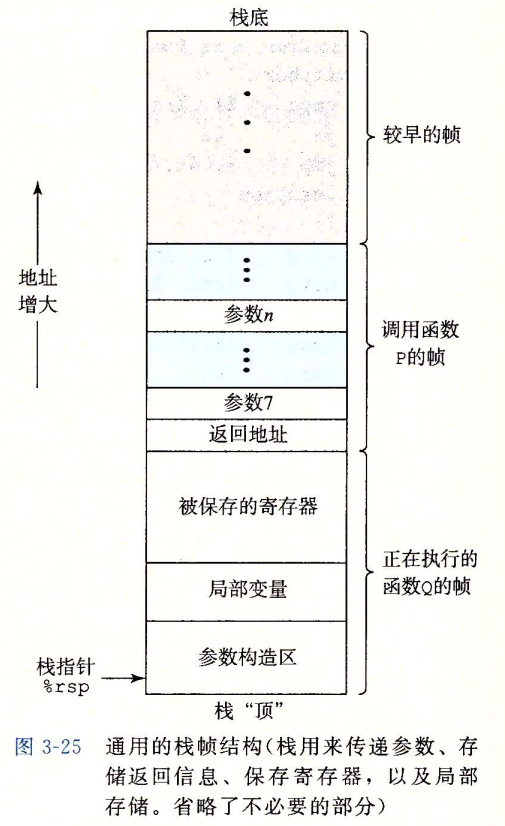 栈底
较早的帧
地址
增大
参数n
调用函数
P的帧
参数7
返回地址
被保存的寄存器
正在执行的
函数Q的帧
局部变量
参数构造区
栈指针
%rsp
栈“顶”
图 3-25 通用的栈帧结构(栈用来传递参数、存
储返回信息、保存寄存器，以及局部
存储。省略了不必要的部分)